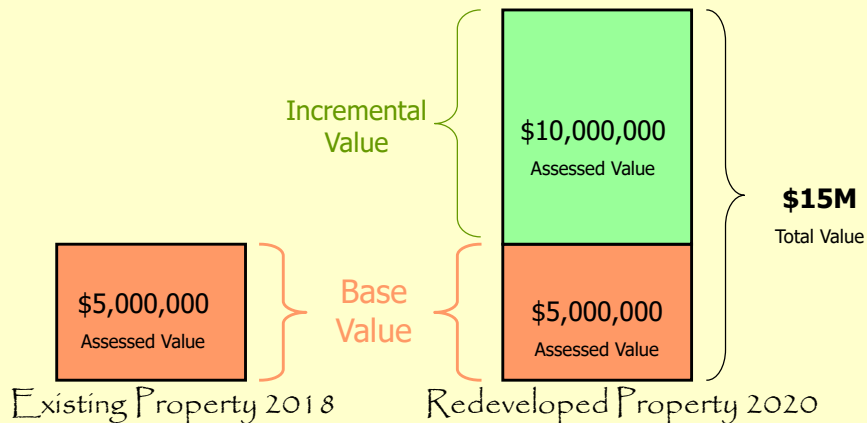 Incremental
Value
$10,000,000
Assessed Value
$15M
Total Value
$5,000,000
Assessed Value
Base
Value
$5,000,000
Assessed Value
Existing Property 2018
Redeveloped Property 2020